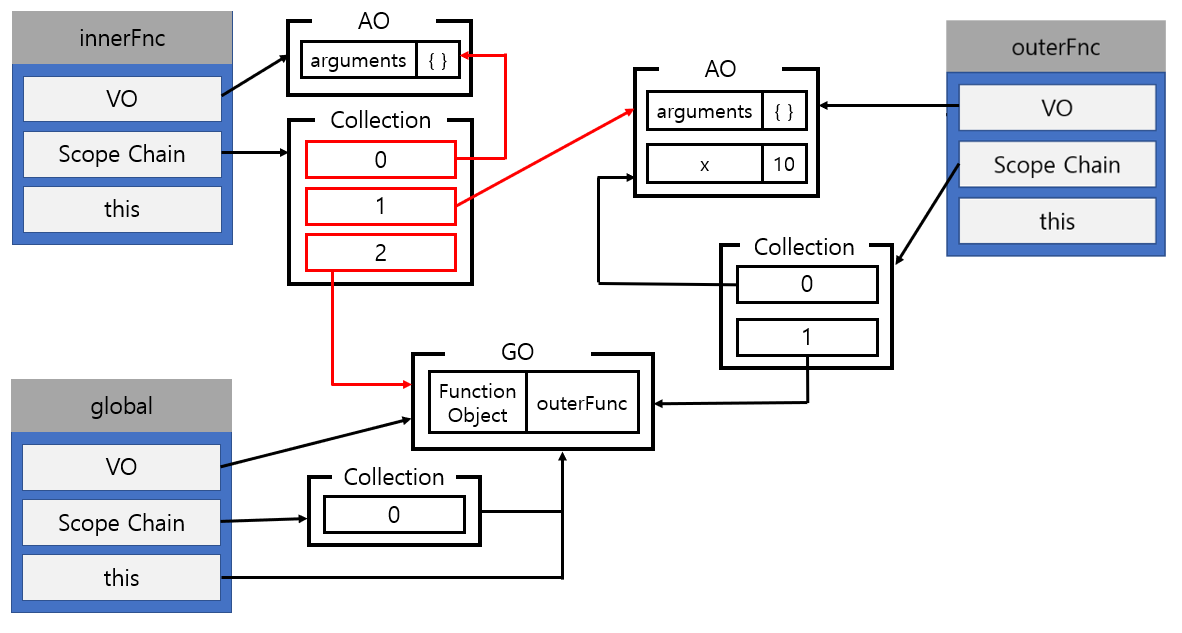 innerFnc
VO
Scope Chain
this
AO
arguments { }
Collection
0
1
2
AO
arguments { }
x 10
outerFnc
VO
Scope Chain
this
Collection
0
1
GO
Function
Object
outerFunc
global
VO
Scope Chain
this
Collection
0